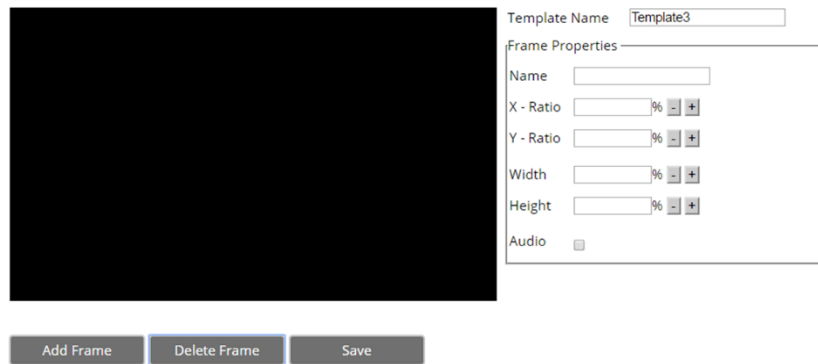 Template Name Template3
Frame Properties
Name
X - Ratio % - +
Y - Ratio % - +
Width % - +
Height % - +
Audio
Add Frame Delete Frame Save